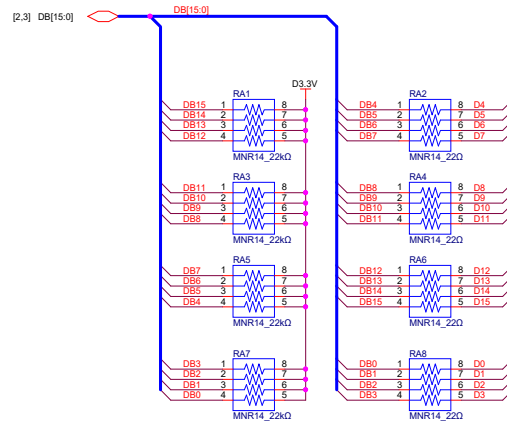 [2,3] DB[15:0] DB[15:0]
D3.3V
RA1 RA2
DB15 1 8 DB4 1 8 D4
DB14 2 7 DB5 2 7 D5
DB13 3 6 DB6 3 6 D6
DB12 4 5 DB7 4 5 D7
MNR14_22kΩ MNR14_22Ω
RA3 RA4
DB11 1 8 DB8 1 8 D8
DB10 2 7 DB9 2 7 D9
DB9 3 6 DB10 3 6 D10
DB8 4 5 DB11 4 5 D11
MNR14_22kΩ MNR14_22Ω
RA5 RA6
DB7 1 8 DB12 1 8 D12
DB6 2 7 DB13 2 7 D13
DB5 3 6 DB14 3 6 D14
DB4 4 5 DB15 4 5 D15
MNR14_22kΩ MNR14_22Ω
RA7 RA8
DB3 1 8 DB0 1 8 D0
DB2 2 7 DB1 2 7 D1
DB1 3 6 DB2 3 6 D2
DB0 4 5 DB3 4 5 D3
MNR14_22kΩ MNR14_22Ω